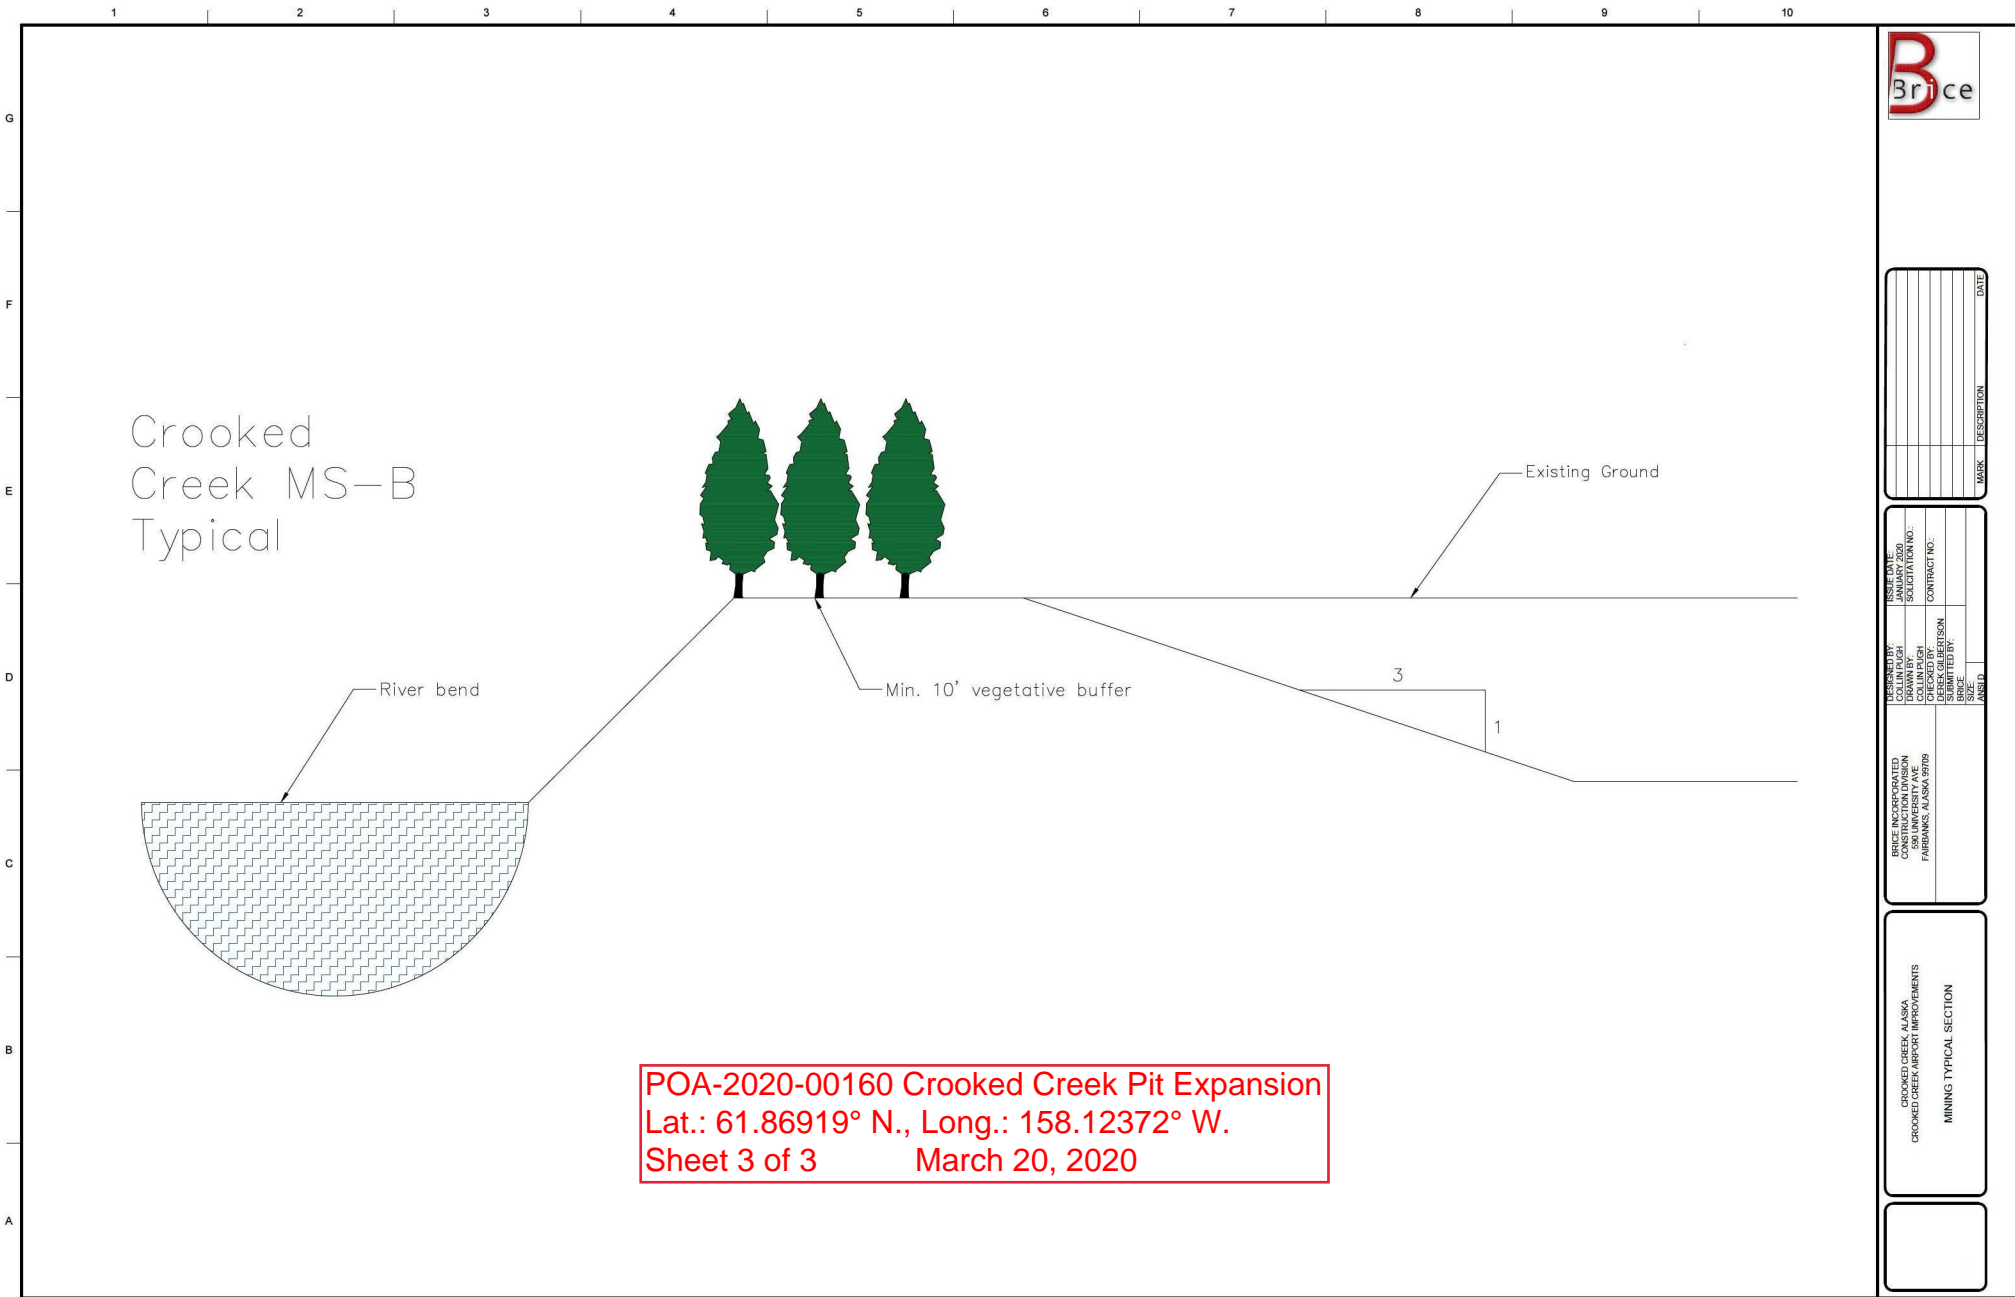 1 2 3 4 5 6 7 8 9 10
G
F
E
D
C
B
A
Brice
Crooked
Creek MS-B
Typical
Existing Ground
River bend
Min. 10' vegetative buffer
3
1
POA-2020-00160 Crooked Creek Pit Expansion
Lat.: 61.86919° N., Long.: 158.12372° W.
Sheet 3 of 3 March 20, 2020
MARK DESCRIPTION DATE
DESIGNED BY:
COLLIN PUGH
DRAWN BY:
COLLIN PUGH
CHECKED BY:
DEREK GILBERTSON
SUBMITTED BY:
BRICE
SIZE:
ANSI D
ISSUE DATE:
JANUARY 2020
SOLICITATION NO.:
CONTRACT NO.:
BRICE INCORPORATED
CONSTRUCTION DIVISION
590 UNIVERSITY AVE
FAIRBANKS, ALASKA 99709
CROOKED CREEK, ALASKA
CROOKED CREEK AIRPORT IMPROVEMENTS
MINING TYPICAL SECTION